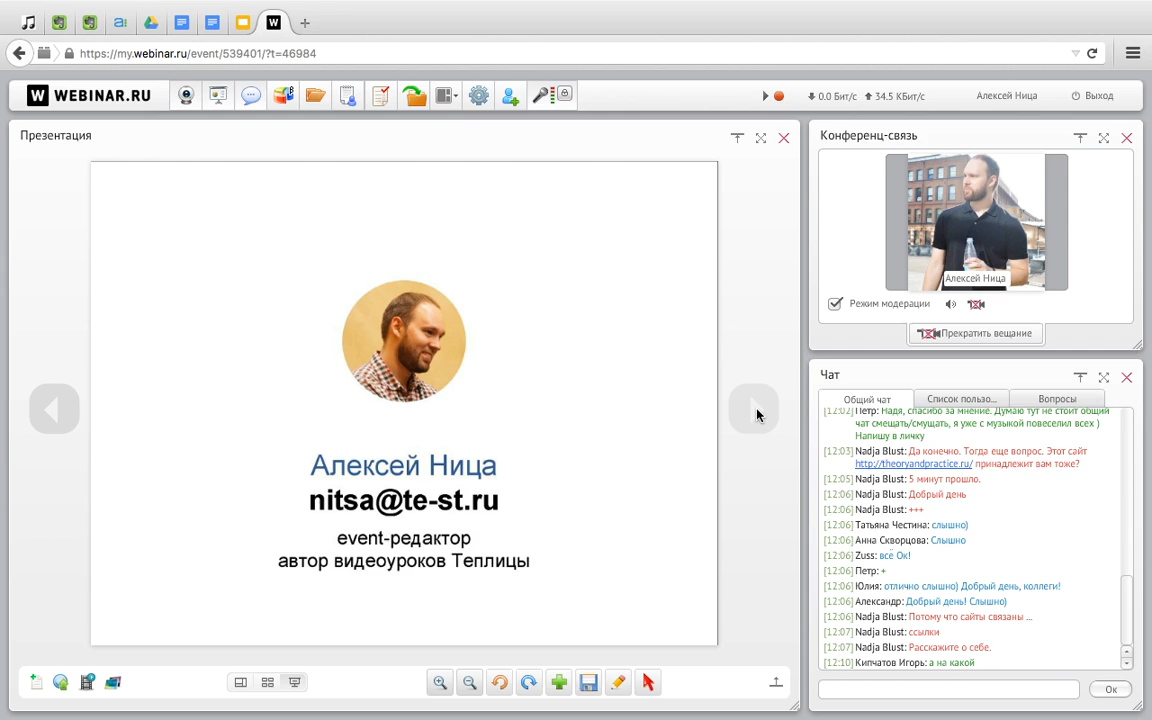 https://my.webinar.ru/event/539401/?t=46984
W WEBINAR.RU
0.0 Бит/с 34.5 КБит/с
Алексей Ница
Выход
Презентация
Алексей Ница
nitsa@te-st.ru
event-редактор
автор видеоуроков Теплицы
Конференц-связь
Алексей Ница
Режим модерации
Прекратить вещание
Чат
Общий чат Список пользо... Вопросы
[12:02] Петр: Надя, спасибо за мнение. Думаю тут не стоит общий
чат смещать/смущать, я уже с музыкой повеселил всех )
Напишу в личку
[12:03] Nadja Blust: Да конечно. Тогда еще вопрос. Этот сайт
http://theoryandpractice.ru/ принадлежит вам тоже?
[12:05] Nadja Blust: 5 минут прошло.
[12:06] Nadja Blust: Добрый день
[12:06] Nadja Blust: +++
[12:06] Татьяна Честина: слышно)
[12:06] Анна Скворцова: Слышно
[12:06] Zuss: всё Ок!
[12:06] Петр: +
[12:06] Юлия: отлично слышно) Добрый день, коллеги!
[12:06] Александр: Добрый день! Слышно)
[12:06] Nadja Blust: Потому что сайты связаны ...
[12:07] Nadja Blust: ссылки
[12:07] Nadja Blust: Расскажите о себе.
[12:10] Кипчатов Игорь: а на какой
Ок